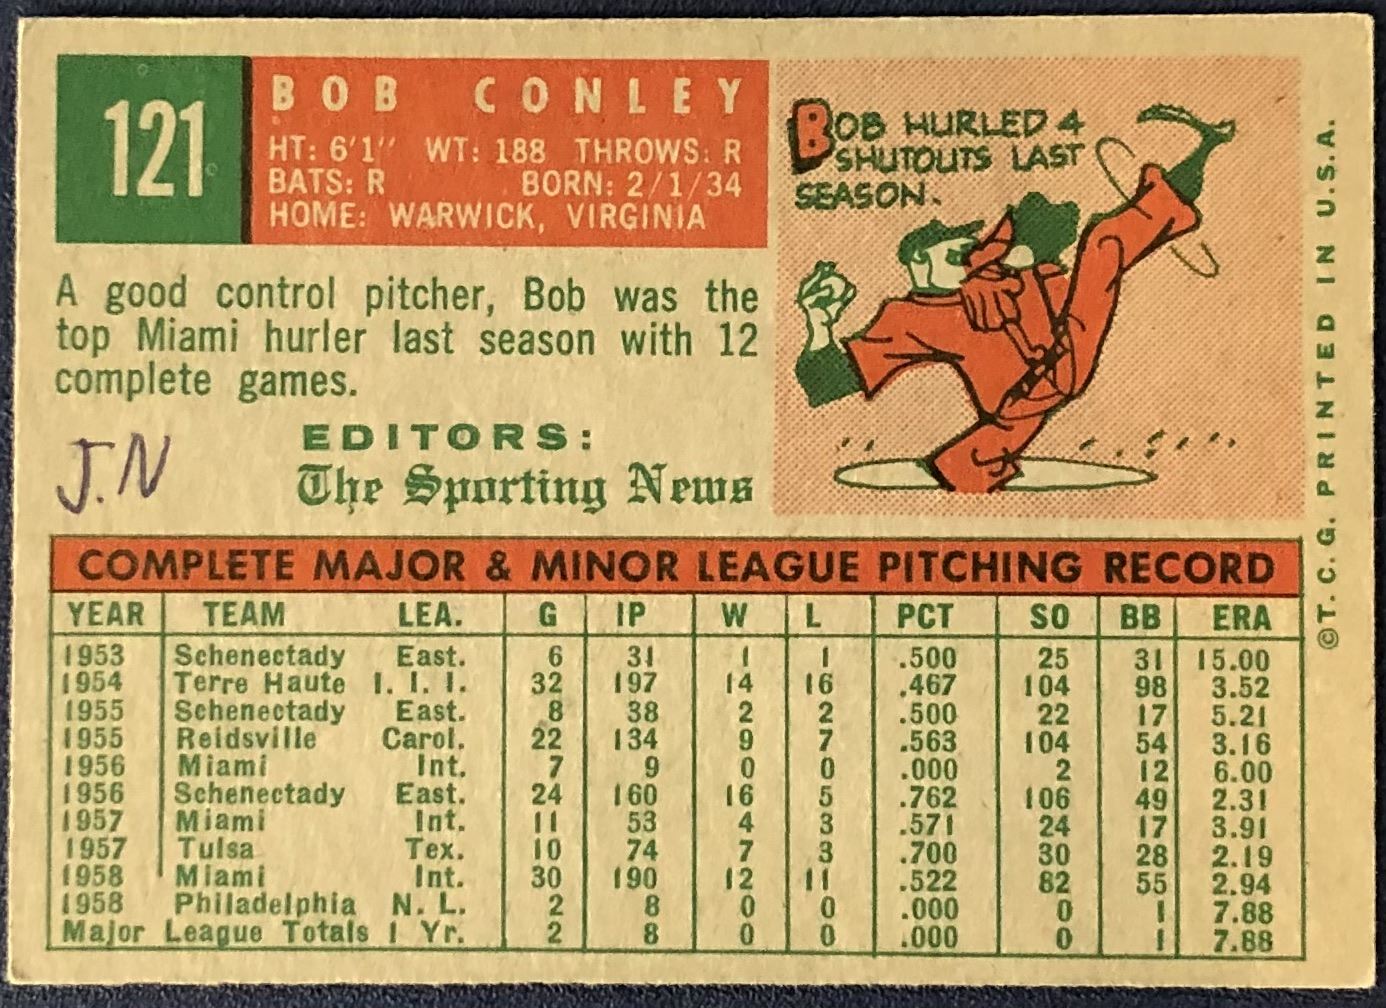 121
BOB CONLEY
HT: 6'1" WT: 188 THROWS: R
BATS: R BORN: 2/1/34
HOME: WARWICK, VIRGINIA
BOB HURLED 4
SHUTOUTS LAST
SEASON.
A good control pitcher, Bob was the
top Miami hurler last season with 12
complete games.
J.N
EDITORS:
The Sporting News
COMPLETE MAJOR & MINOR LEAGUE PITCHING RECORD
YEAR TEAM LEA. G IP W L PCT SO BB ERA
1953 Schenectady East. 6 31 1 1 .500 25 31 15.00
1954 Terre Haute I. I. I. 32 197 14 16 .467 104 98 3.52
1955 Schenectady East. 8 38 2 2 .500 22 17 5.21
1955 Reidsville Carol. 22 134 9 7 .563 104 54 3.16
1956 Miami Int. 7 9 0 0 .000 2 12 6.00
1956 Schenectady East. 24 160 16 5 .762 106 49 2.31
1957 Miami Int. 11 53 4 3 .571 24 17 3.91
1957 Tulsa Tex. 10 74 7 3 .700 30 28 2.19
1958 Miami Int. 30 190 12 11 .522 82 55 2.94
1958 Philadelphia N. L. 2 8 0 0 .000 0 1 7.88
Major League Totals 1 Yr. 2 8 0 0 .000 0 1 7.88
©T.C.G. PRINTED IN U.S.A.